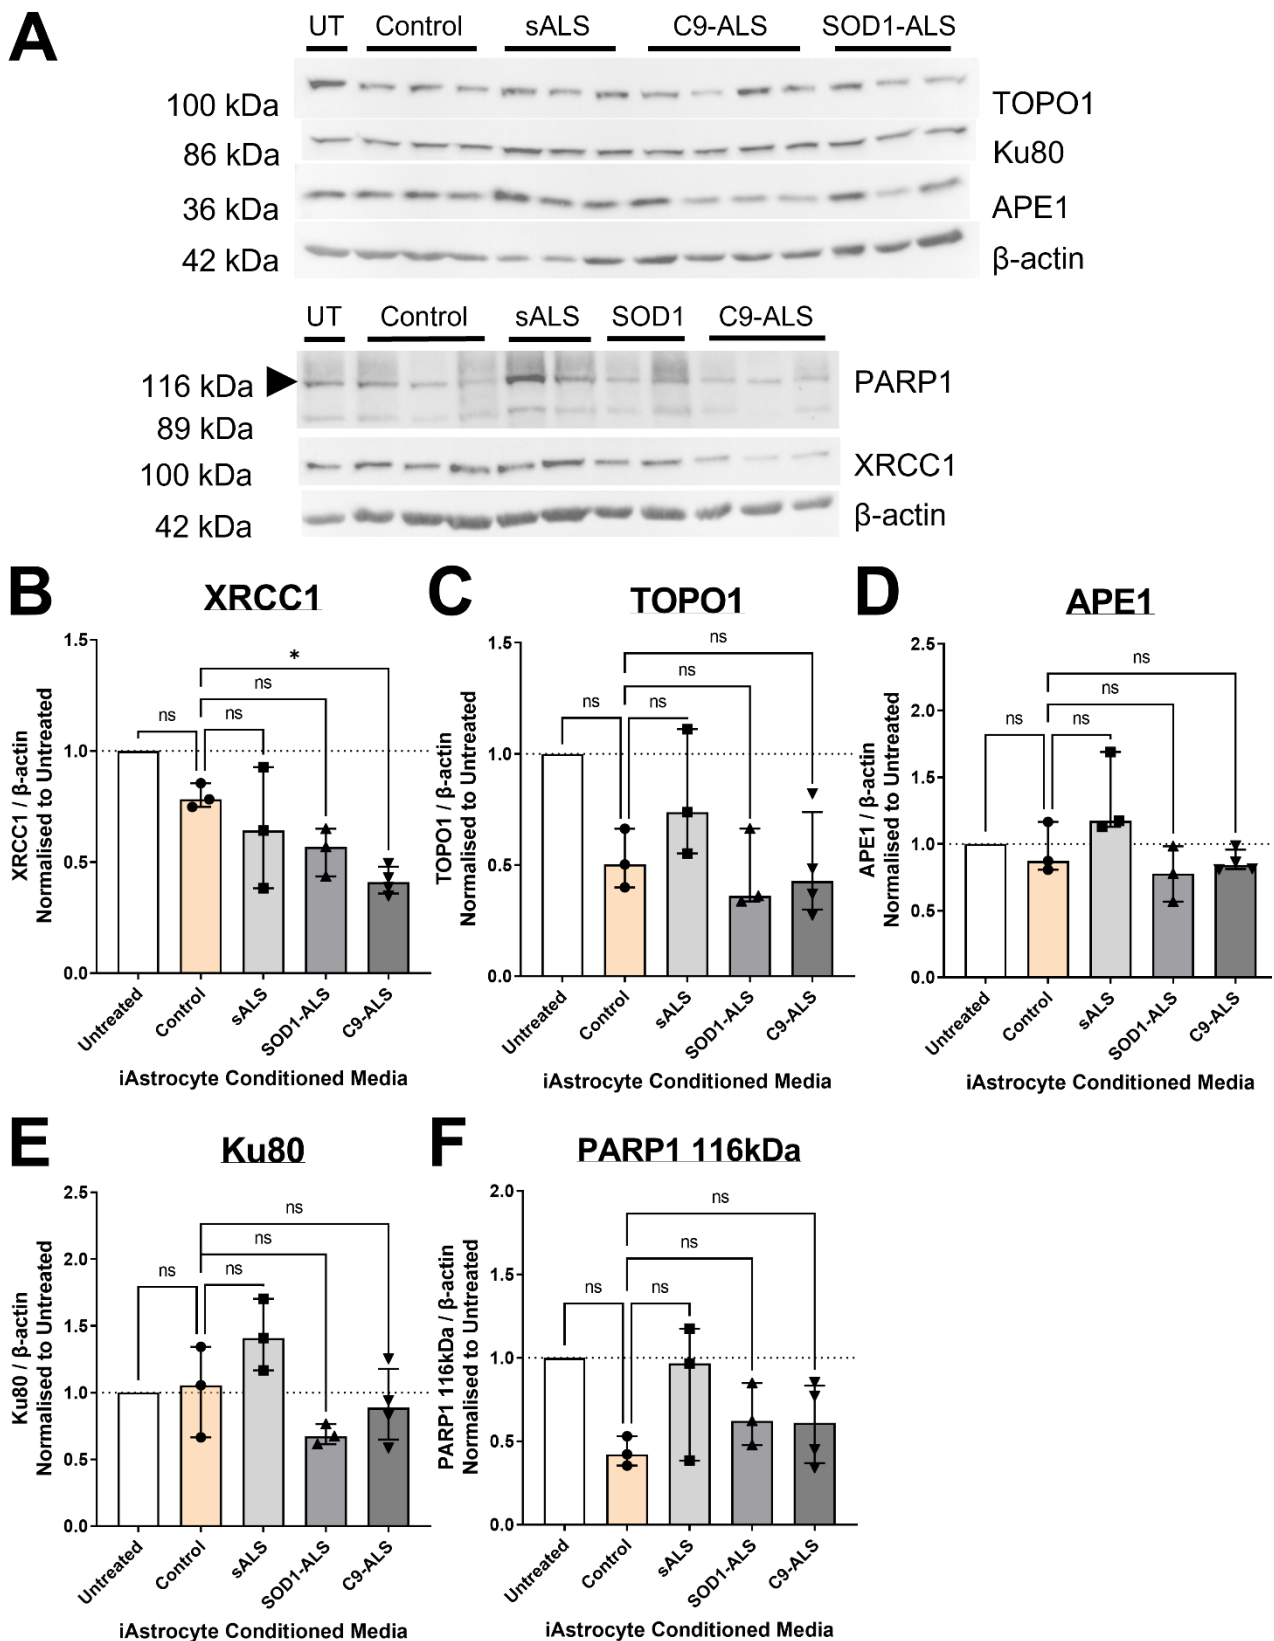 A
UT Control sALS C9-ALS SOD1-ALS
100 kDa TOPO1
86 kDa Ku80
36 kDa APE1
42 kDa β-actin
UT Control sALS SOD1 C9-ALS
116 kDa PARP1
89 kDa
100 kDa XRCC1
42 kDa β-actin
B
XRCC1
XRCC1 / β-actin
Normalised to Untreated
1.5
1.0
0.5
0.0
*
ns
ns
ns
Untreated
Control
sALS
SOD1-ALS
C9-ALS
iAstrocyte Conditioned Media
C
TOPO1
TOPO1 / β-actin
Normalised to Untreated
1.5
1.0
0.5
0.0
ns
ns
ns
ns
Untreated
Control
sALS
SOD1-ALS
C9-ALS
iAstrocyte Conditioned Media
D
APE1
APE1 / β-actin
Normalised to Untreated
2.5
2.0
1.5
1.0
0.5
0.0
ns
ns
ns
ns
Untreated
Control
sALS
SOD1-ALS
C9-ALS
iAstrocyte Conditioned Media
E
Ku80
Ku80 / β-actin
Normalised to Untreated
2.5
2.0
1.5
1.0
0.5
0.0
ns
ns
ns
ns
Untreated
Control
sALS
SOD1-ALS
C9-ALS
iAstrocyte Conditioned Media
F
PARP1 116kDa
PARP1 116kDa / β-actin
Normalised to Untreated
2.0
1.5
1.0
0.5
0.0
ns
ns
ns
ns
Untreated
Control
sALS
SOD1-ALS
C9-ALS
iAstrocyte Conditioned Media